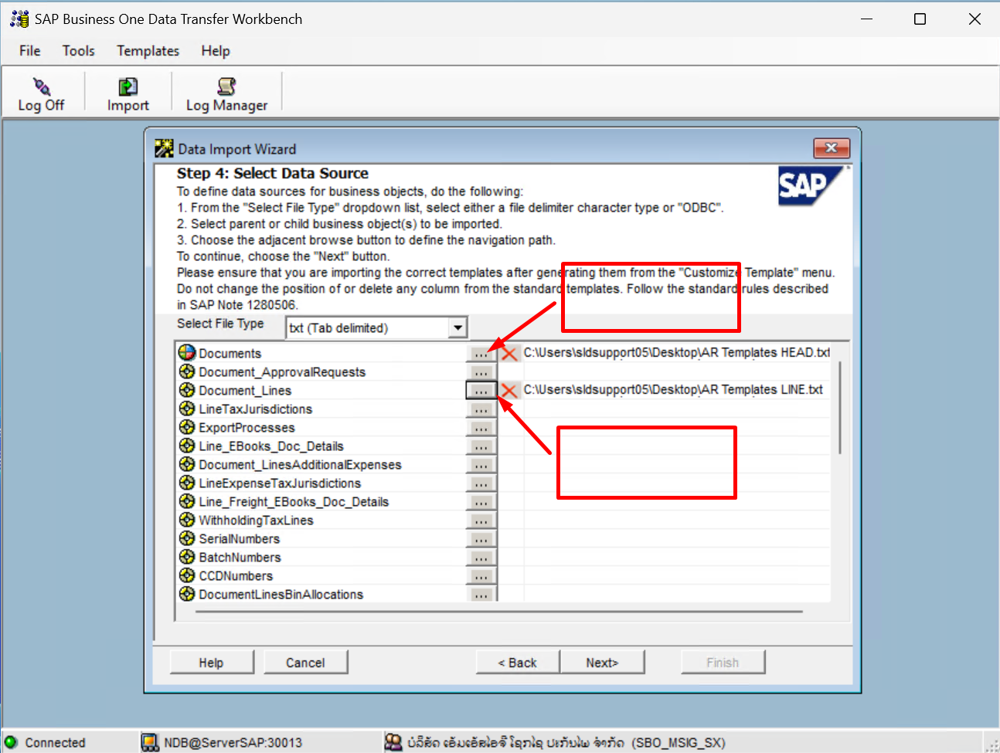 SAP Business One Data Transfer Workbench
File Tools Templates Help
Log Off Import Log Manager
Data Import Wizard
Step 4: Select Data Source
To define data sources for business objects, do the following:
1. From the "Select File Type" dropdown list, select either a file delimiter character type or "ODBC".
2. Select parent or child business object(s) to be imported.
3. Choose the adjacent browse button to define the navigation path.
To continue, choose the "Next" button.
Please ensure that you are importing the correct templates after generating them from the "Customize Template" menu.
Do not change the position of or delete any column from the standard templates. Follow the standard rules described
in SAP Note 1280506.
SAP
Select File Type txt (Tab delimited)
Documents ... C:\Users\sldsupport05\Desktop\AR Templates HEAD.txt
Document_ApprovalRequests ...
Document_Lines ... C:\Users\sldsupport05\Desktop\AR Templates LINE.txt
LineTaxJurisdictions ...
ExportProcesses ...
Line_EBooks_Doc_Details ...
Document_LinesAdditionalExpenses ...
LineExpenseTaxJurisdictions ...
Line_Freight_EBooks_Doc_Details ...
WithholdingTaxLines ...
SerialNumbers ...
BatchNumbers ...
CCDNumbers ...
DocumentLinesBinAllocations ...
Help Cancel < Back Next> Finish
Connected NDB@ServerSAP:30013 ບໍລິສັດ ເອັມເອັສໄອຈີ ໂຊກໄຊ ປະກັນໄພ ຈຳກັດ (SBO_MSIG_SX)